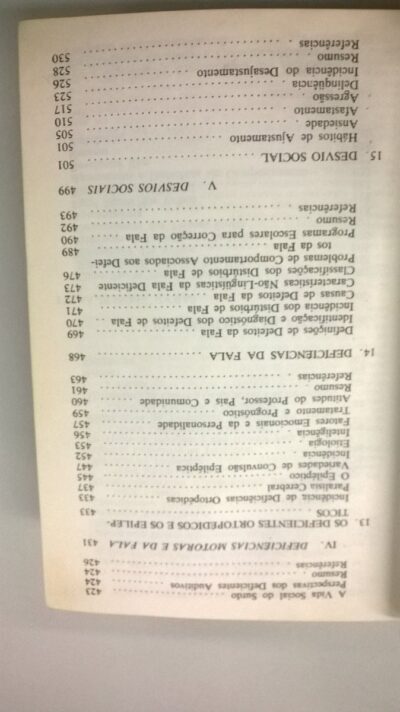 A Vida Social do Surdo . . . . . . . . . . 423
Perspectivas dos Deficientes Auditivos . . . . 424
Resumo . . . . . . . . . . 424
Referências . . . . . . . . . . 426
IV. DEFICIÊNCIAS MOTORAS E DA FALA 431
13. OS DEFICIENTES ORTOPÉDICOS E OS EPILÉP-
TICOS . . . . . . . . . . 433
Incidência de Deficiências Ortopédicas . . . . 433
Paralisia Cerebral . . . . . . . . . . 437
O Epiléptico . . . . . . . . . . 445
Variedades de Convulsão Epiléptica . . . . . . 447
Incidência . . . . . . . . . . 452
Etiologia . . . . . . . . . . 453
Inteligência . . . . . . . . . . 456
Fatores Emocionais e da Personalidade . . . . 457
Tratamento e Prognóstico . . . . . . . . . . 459
Atitudes do Professor, Pais e Comunidade . . . 460
Resumo . . . . . . . . . . 461
Referências . . . . . . . . . . 463
14. DEFICIÊNCIAS DA FALA . . . . . . . . . . 468
Definições de Defeitos da Fala . . . . . . . . 469
Identificação e Diagnóstico dos Defeitos de Fala . . 470
Incidência dos Distúrbios de Fala . . . . . . 471
Causas de Defeitos da Fala . . . . . . . . . . 472
Características Não-Lingüísticas da Fala Deficiente 473
Classificações dos Distúrbios de Fala . . . . . 476
Problemas de Comportamento Associados aos Defei-
tos da Fala . . . . . . . . . . 489
Programas Escolares para Correção da Fala . . . 490
Resumo . . . . . . . . . . 492
Referências . . . . . . . . . . 493
V. DESVIOS SOCIAIS 499
15. DESVIO SOCIAL . . . . . . . . . . 501
Hábitos de Ajustamento . . . . . . . . . . 501
Ansiedade . . . . . . . . . . 505
Afastamento . . . . . . . . . . 510
Agressão . . . . . . . . . . 517
Delinqüência . . . . . . . . . . 523
Incidência do Desajustamento . . . . . . . . . . 526
Resumo . . . . . . . . . . 528
Referências . . . . . . . . . . 530